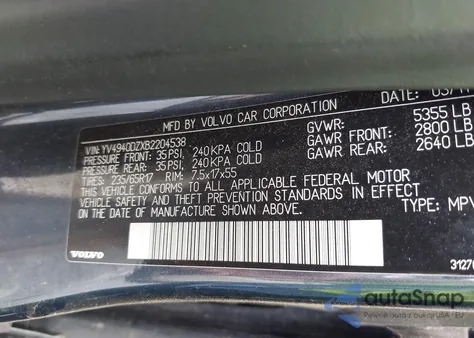 MFD. BY VOLVO CAR CORPORATION
VIN: YV4940DZXB2204538
PRESSURE FRONT: 35 PSI, 240 KPA COLD
PRESSURE REAR: 35 PSI, 240 KPA COLD
TIRES: 235/65R17 RIM: 7,5x17x55
GVWR: 5355 LB
GAWR FRONT: 2800 LB
GAWR REAR: 2640 LB
THIS VEHICLE CONFORMS TO ALL APPLICABLE FEDERAL MOTOR
VEHICLE SAFETY AND THEFT PREVENTION STANDARDS IN EFFECT
ON THE DATE OF MANUFACTURE SHOWN ABOVE.
TYPE: MPV
VOLVO
3127
autoSnap